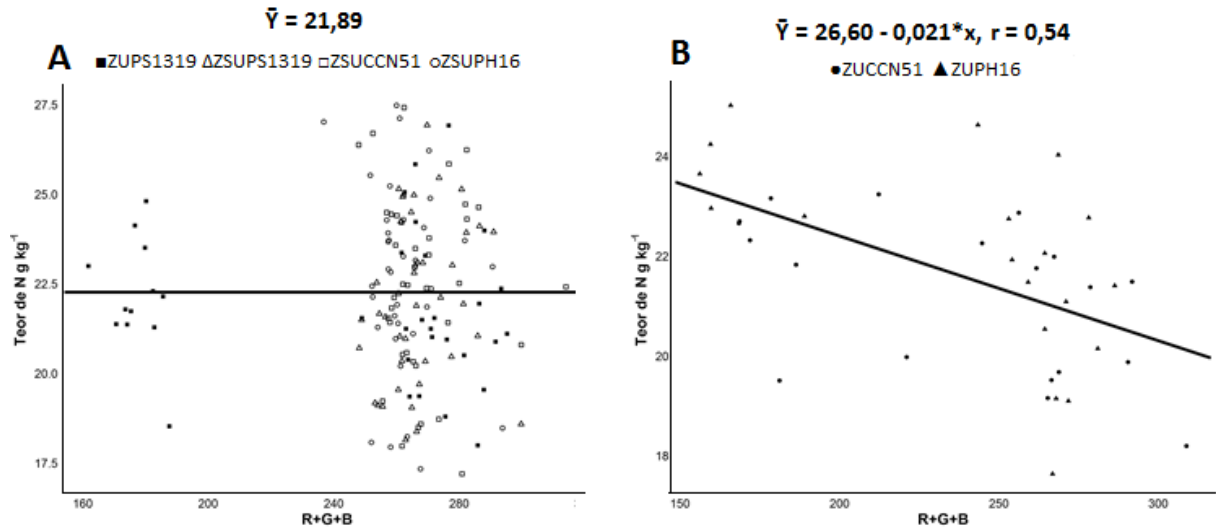 Ȳ = 21,89
A ■ZUPS1319 ΔZSUPS1319 □ZSUCCN51 ○ZSUPH16
Teor de N g kg⁻¹
27.5
25.0
22.5
20.0
17.5
160 200 240 280
R+G+B
Ȳ = 26,60 - 0,021*x, r = 0,54
B
●ZUCCN51 ▲ZUPH16
Teor de N g kg⁻¹
24
22
20
18
150 200 250 300
R+G+B